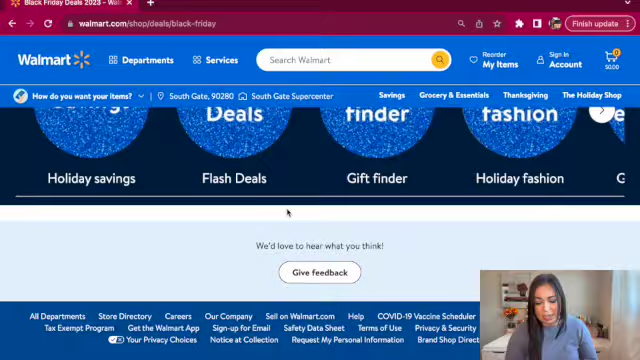 Black Friday Deals 2023 - Wal
walmart.com/shop/deals/black-friday
Finish update
Walmart
Departments
Services
Search Walmart
Reorder
My Items
Sign In
Account
0
$0.00
How do you want your items?
South Gate, 90280
South Gate Supercenter
Savings
Grocery & Essentials
Thanksgiving
The Holiday Shop
Deals
finder
fashion
Holiday savings
Flash Deals
Gift finder
Holiday fashion
G
We'd love to hear what you think!
Give feedback
All Departments Store Directory Careers Our Company Sell on Walmart.com Help COVID-19 Vaccine Scheduler
Tax Exempt Program Get the Walmart App Sign-up for Email Safety Data Sheet Terms of Use Privacy & Security
Your Privacy Choices Notice at Collection Request My Personal Information Brand Shop Direct